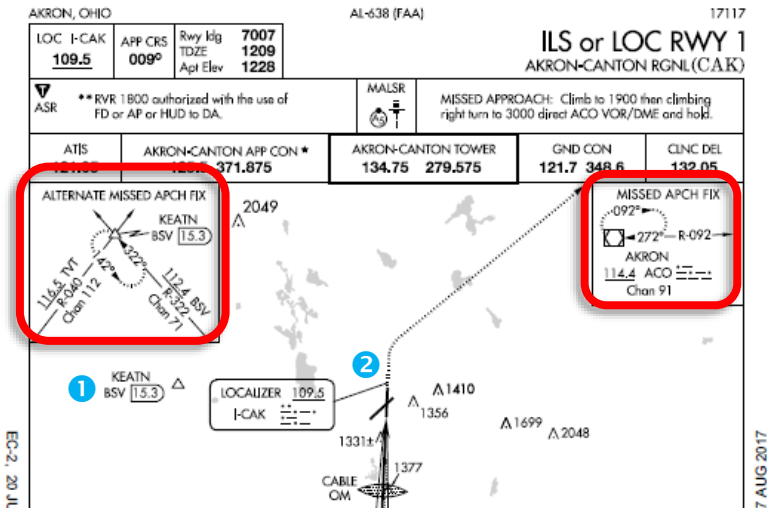 AKRON, OHIO
AL-638 (FAA)
17117
LOC I-CAK
109.5
APP CRS
009°
Rwy ldg 7007
TDZE 1209
Apt Elev 1228
ILS or LOC RWY 1
AKRON-CANTON RGNL (CAK)
T
ASR
**RVR 1800 authorized with the use of
FD or AP or HUD to DA.
MALSR
A5
MISSED APPROACH: Climb to 1900 then climbing
right turn to 3000 direct ACO VOR/
DME and hold.
ATIS
AKRON-CANTON APP CON *
371.875
AKRON-CANTON TOWER
134.75 279.575
GND CON
121.7 348.6
CLNC DEL
132.05
ALTERNATE MISSED APCH FIX
KEATN
BSV 15.3
322°
142°
116.5 TVT
R-040
Chan 112
112.4 BSV
R-322
Chan 71
2049
MISSED APCH FIX
092°
272° R-092
AKRON
114.4 ACO
Chan 91
1
KEATN
BSV 15.3
2
LOCALIZER 109.5
I-CAK
1410
1356
1699
2048
1331±
1377
CABLE
OM
EC-2, 20 JU
7 AUG 2017